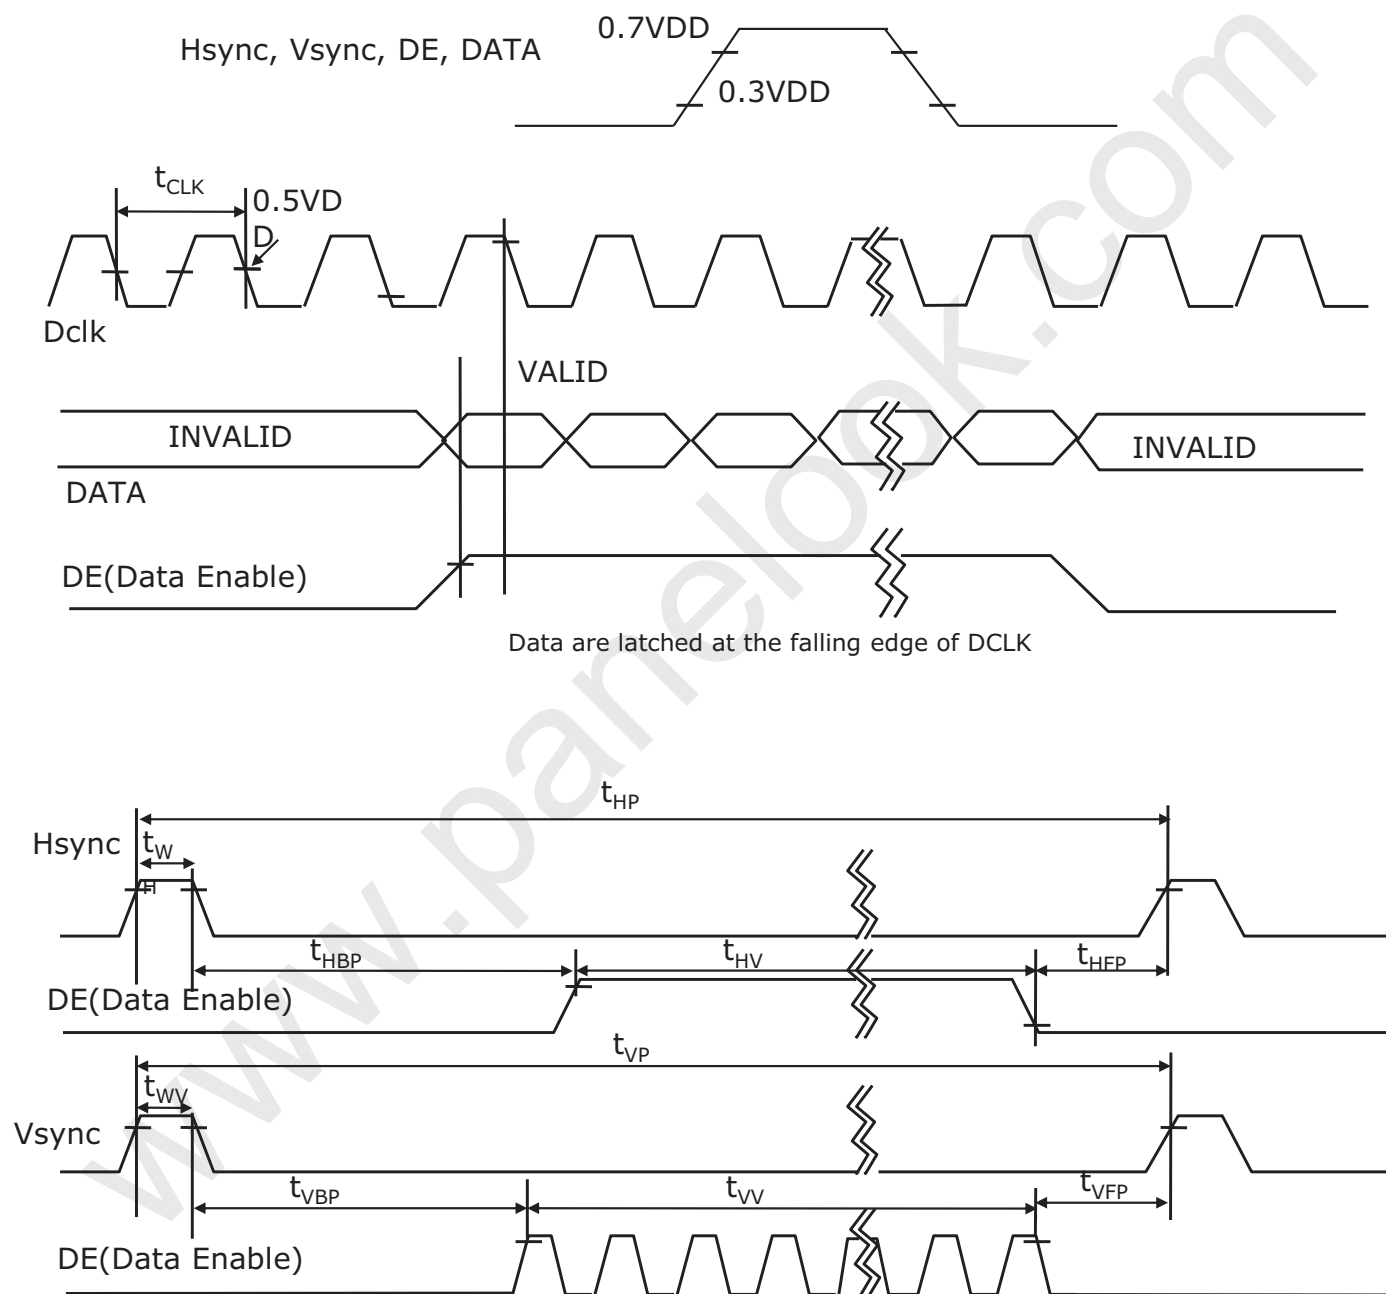 0.7VDD
Hsync, Vsync, DE, DATA
0.3VDD
tCLK
0.5VD
D
Dclk
VALID
INVALID
INVALID
DATA
DE(Data Enable)
Data are latched at the falling edge of DCLK
tHP
Hsync
tW
H
tHBP
tHV
tHFP
DE(Data Enable)
tVP
tWV
Vsync
tVBP
tVV
tVFP
DE(Data Enable)
www.panelook.com